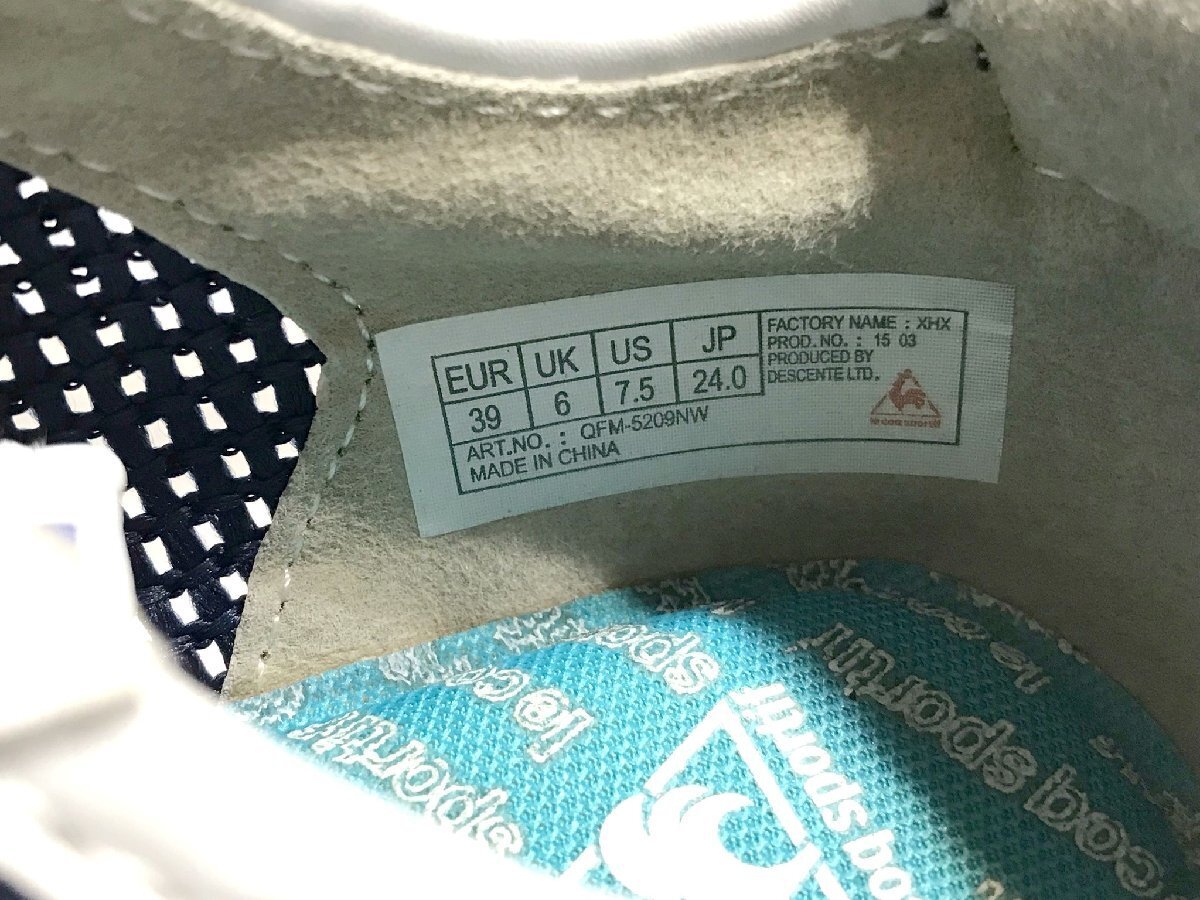 EUR UK US JP
39 6 7.5 24.0
ART.NO. : QFM-5209NW
MADE IN CHINA
FACTORY NAME : XHX
PROD. NO. : 15 03
PRODUCED BY
DESCENTE LTD.
le coq sportif
le coq
sportif
coq sportif
sportif